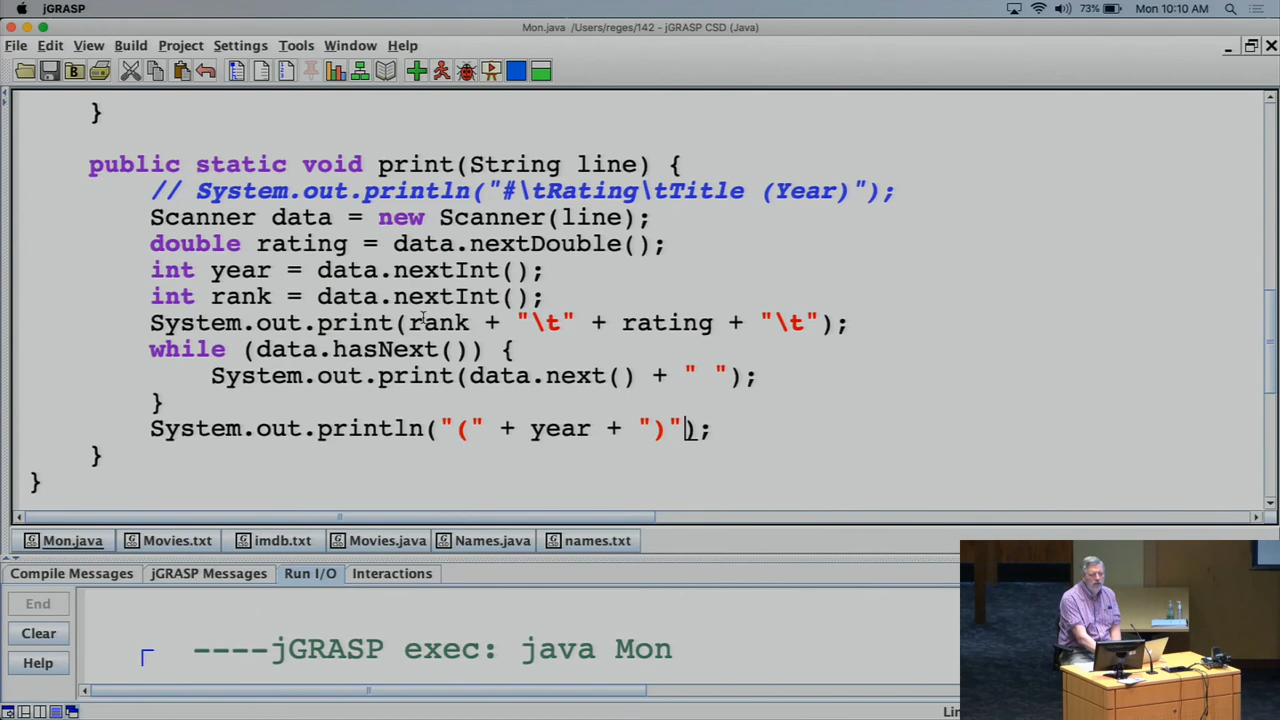 jGRASP 73% Mon 10:10 AM
Mon.java /Users/reges/142 - jGRASP CSD (Java)
File Edit View Build Project Settings Tools Window Help
}
public static void print(String line) {
// System.out.println("#\tRating\tTitle (Year)");
Scanner data = new Scanner(line);
double rating = data.nextDouble();
int year = data.nextInt();
int rank = data.nextInt();
System.out.print(rank + "\t" + rating + "\t");
while (data.hasNext()) {
System.out.print(data.next() + " ");
}
System.out.println("(" + year + ")");
}
}
Mon.java Movies.txt imdb.txt Movies.java Names.java names.txt
Compile Messages jGRASP Messages Run I/O Interactions
End
Clear
Help
----jGRASP exec: java Mon